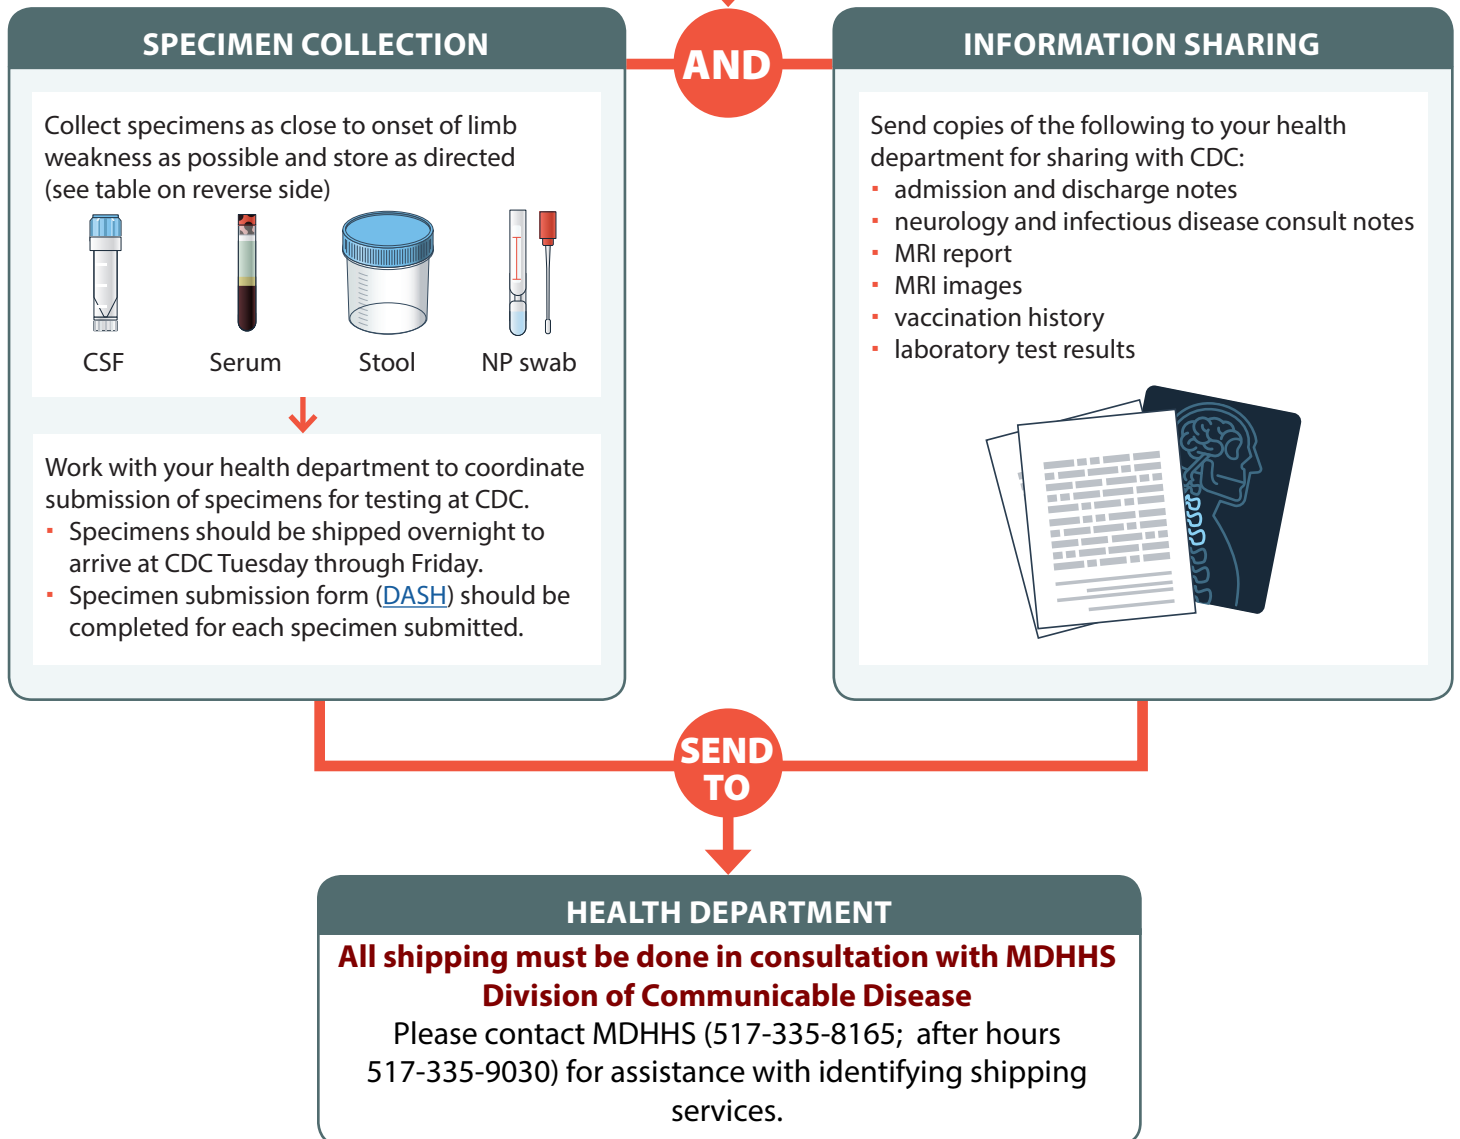 SPECIMEN COLLECTION
Collect specimens as close to onset of limb
weakness as possible and store as directed
(see table on reverse side)
CSF
Serum
Stool
NP swab
Work with your health department to coordinate
submission of specimens for testing at CDC.
▪ Specimens should be shipped overnight to
arrive at CDC Tuesday through Friday.
▪ Specimen submission form (DASH) should be
completed for each specimen submitted.
AND
INFORMATION SHARING
Send copies of the following to your health
department for sharing with CDC:
▪ admission and discharge notes
▪ neurology and infectious disease consult notes
▪ MRI report
▪ MRI images
▪ vaccination history
▪ laboratory test results
SEND
TO
HEALTH DEPARTMENT
All shipping must be done in consultation with MDHHS
Division of Communicable Disease
Please contact MDHHS (517-335-8165; after hours
517-335-9030) for assistance with identifying shipping
services.